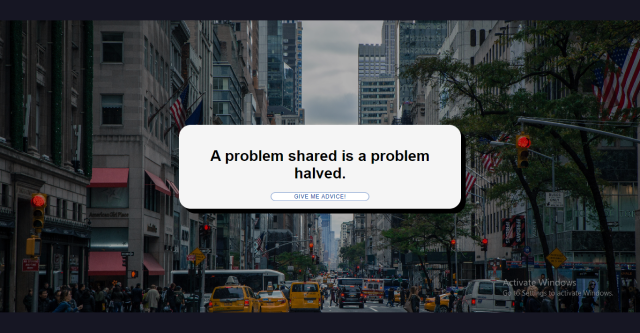 A problem shared is a problem
halved.
GIVE ME ADVICE!
Activate Windows
Go to Settings to activate Windows.